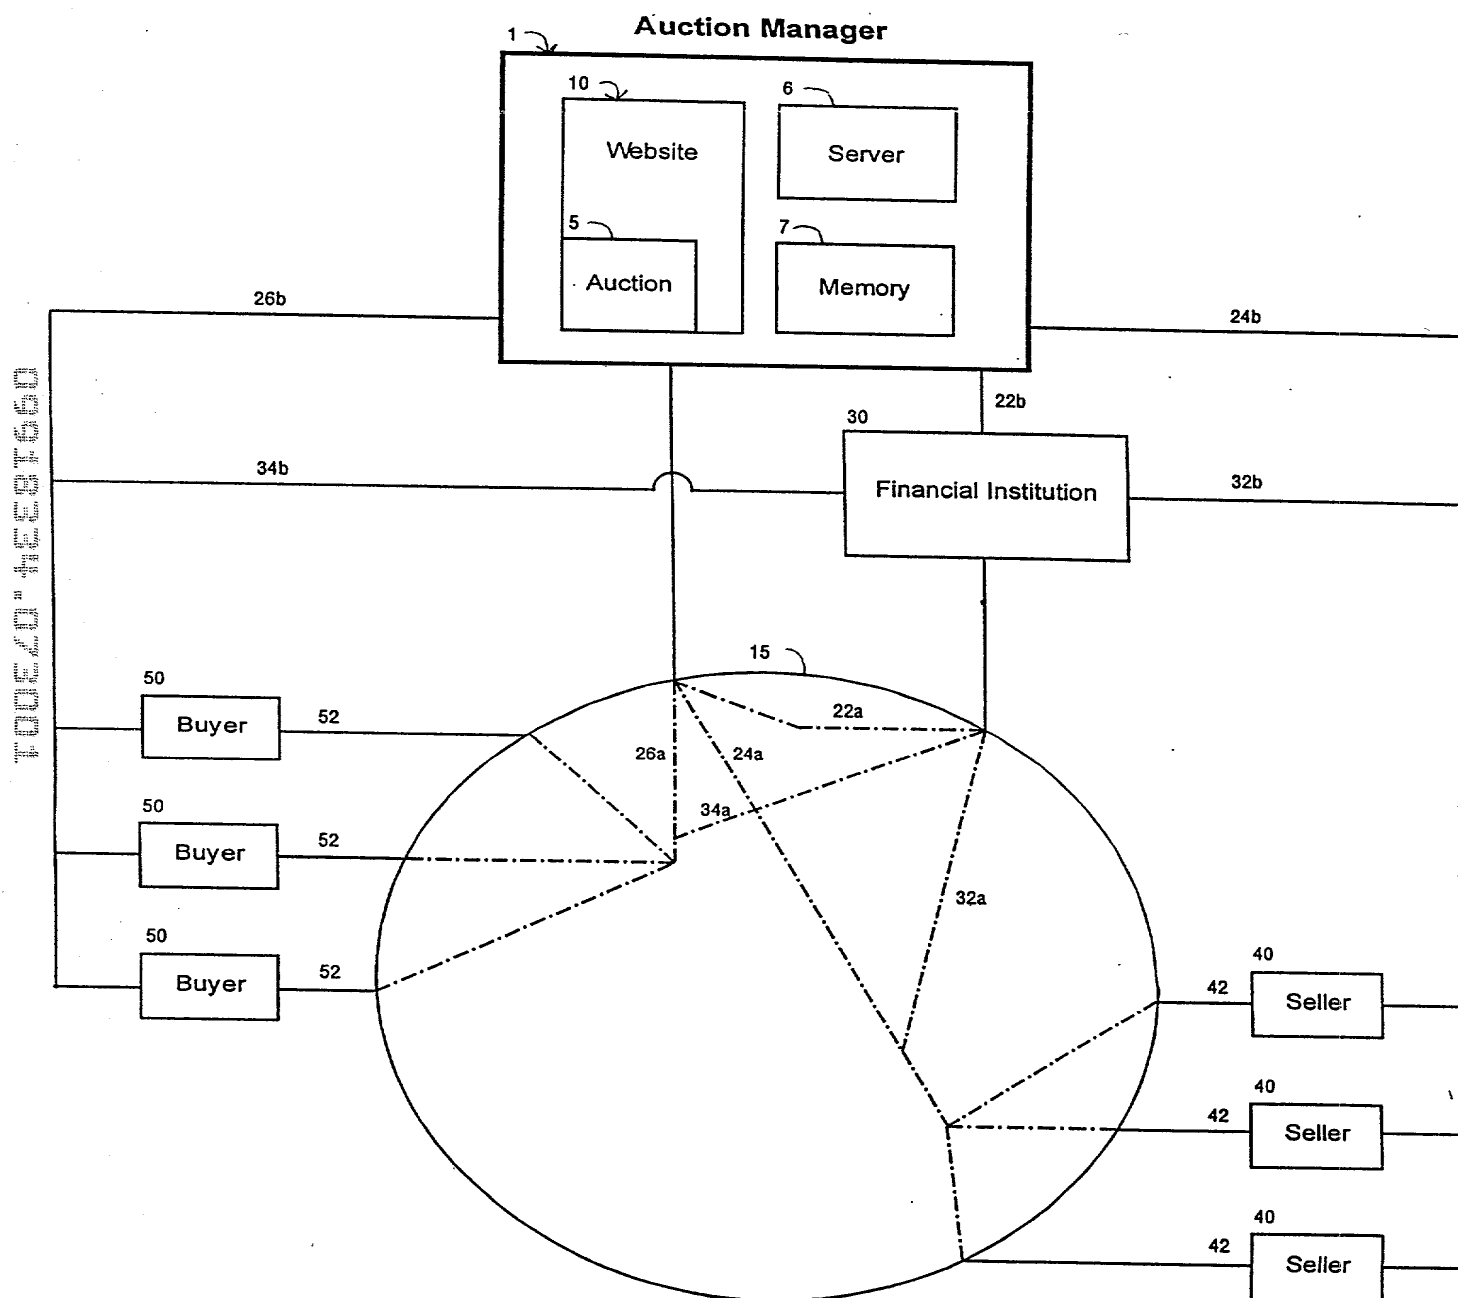 Auction Manager
1
10
6
Website
Server
5
7
Auction
Memory
26b
24b
22b
30
34b
Financial Institution
32b
15
50
Buyer
52
22a
26a
24a
34a
50
Buyer
52
32a
50
Buyer
52
40
42
Seller
40
42
Seller
40
42
Seller